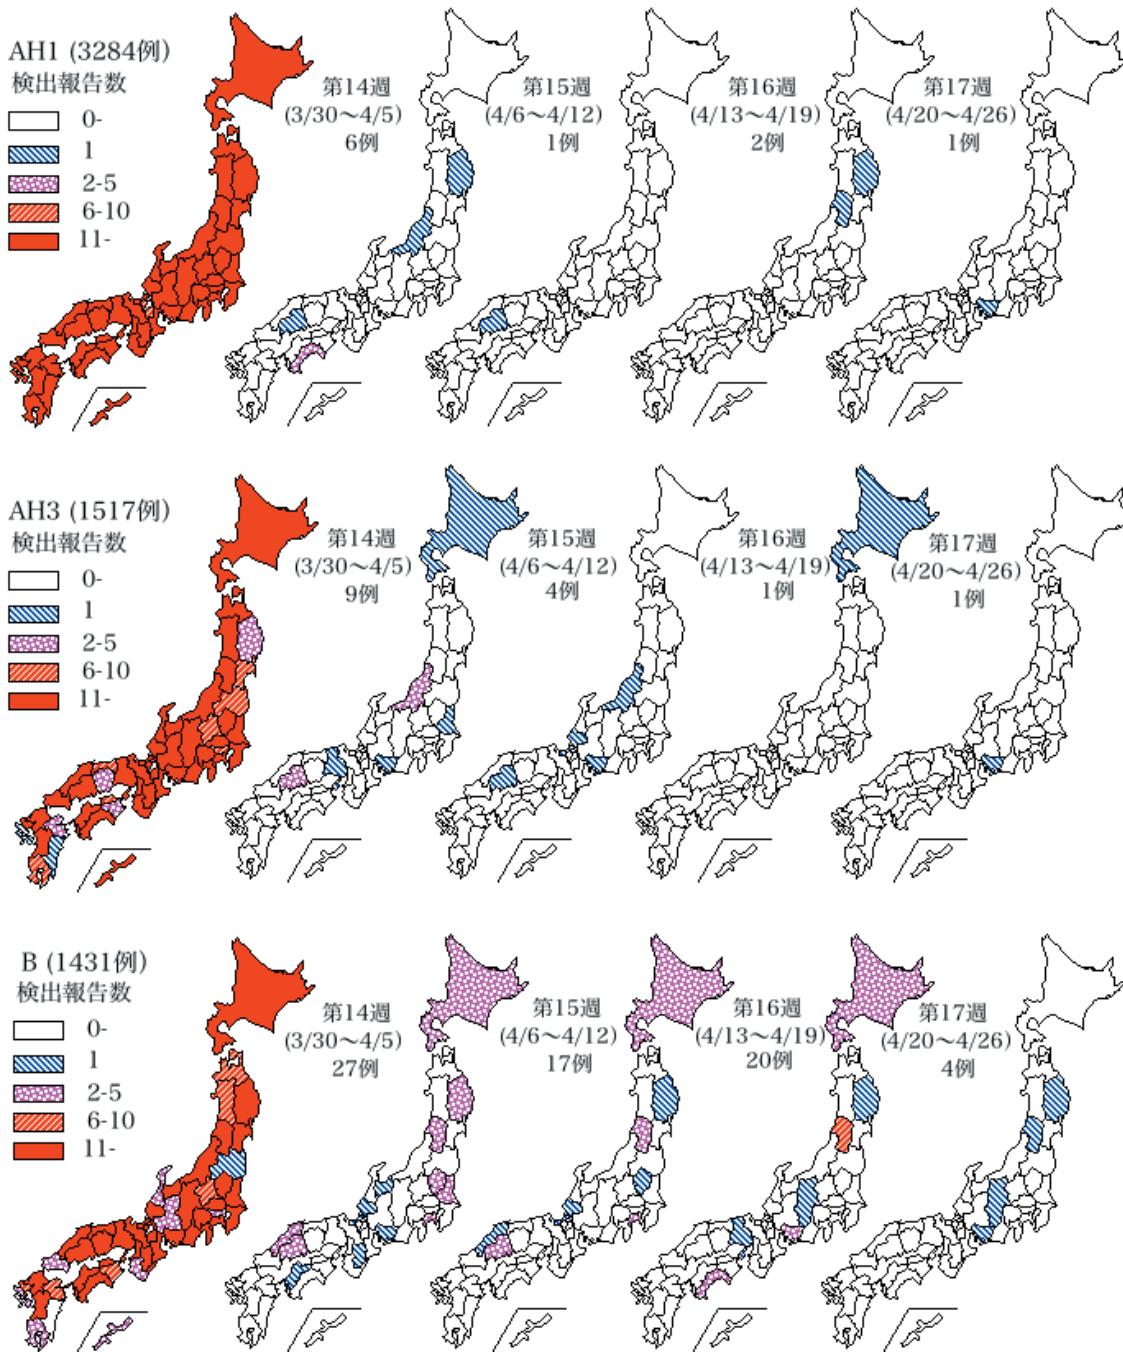 AH1 (3284例)
検出報告数
0-
1
2-5
6-10
11-
第14週
(3/30〜4/5)
6例
第15週
(4/6〜4/12)
1例
第16週
(4/13〜4/19)
2例
第17週
(4/20〜4/26)
1例
AH3 (1517例)
検出報告数
0-
1
2-5
6-10
11-
第14週
(3/30〜4/5)
9例
第15週
(4/6〜4/12)
4例
第16週
(4/13〜4/19)
1例
第17週
(4/20〜4/26)
1例
B (1431例)
検出報告数
0-
1
2-5
6-10
11-
第14週
(3/30〜4/5)
27例
第15週
(4/6〜4/12)
17例
第16週
(4/13〜4/19)
20例
第17週
(4/20〜4/26)
4例